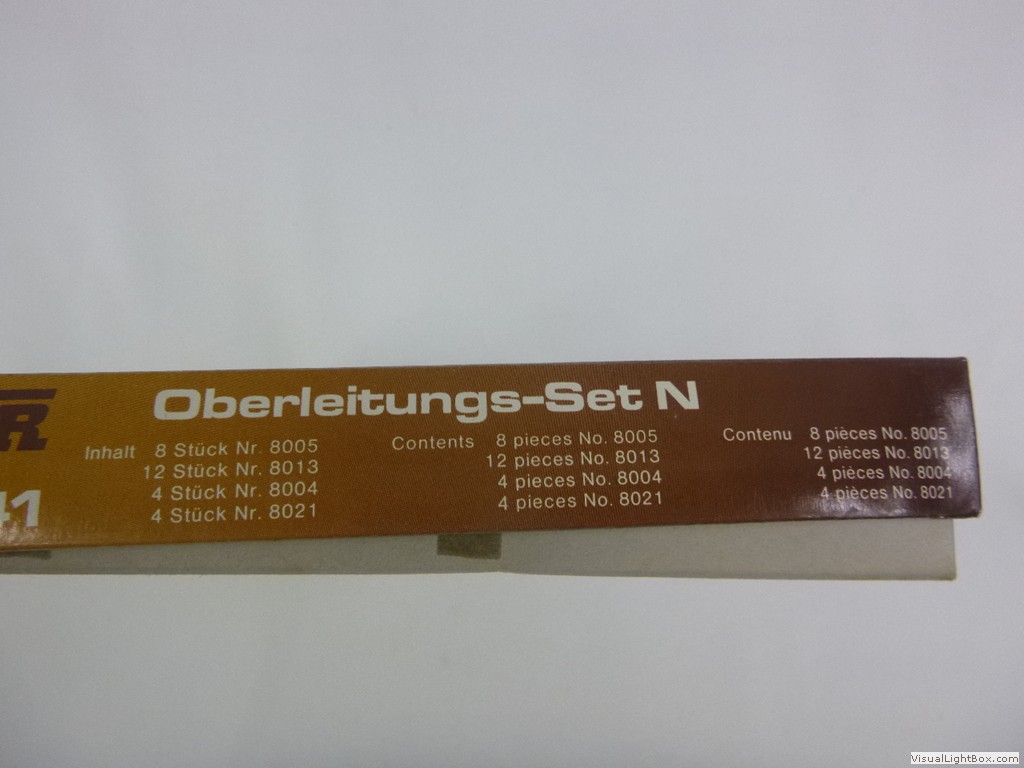 Oberleitungs-Set N
Inhalt 8 Stück Nr. 8005
12 Stück Nr. 8013
4 Stück Nr. 8004
4 Stück Nr. 8021
Contents 8 pieces No. 8005
12 pieces No. 8013
4 pieces No. 8004
4 pieces No. 8021
Contenu 8 pièces No. 8005
12 pièces No. 8013
4 pièces No. 8004
4 pièces No. 8021
41
VisualLightBox.com